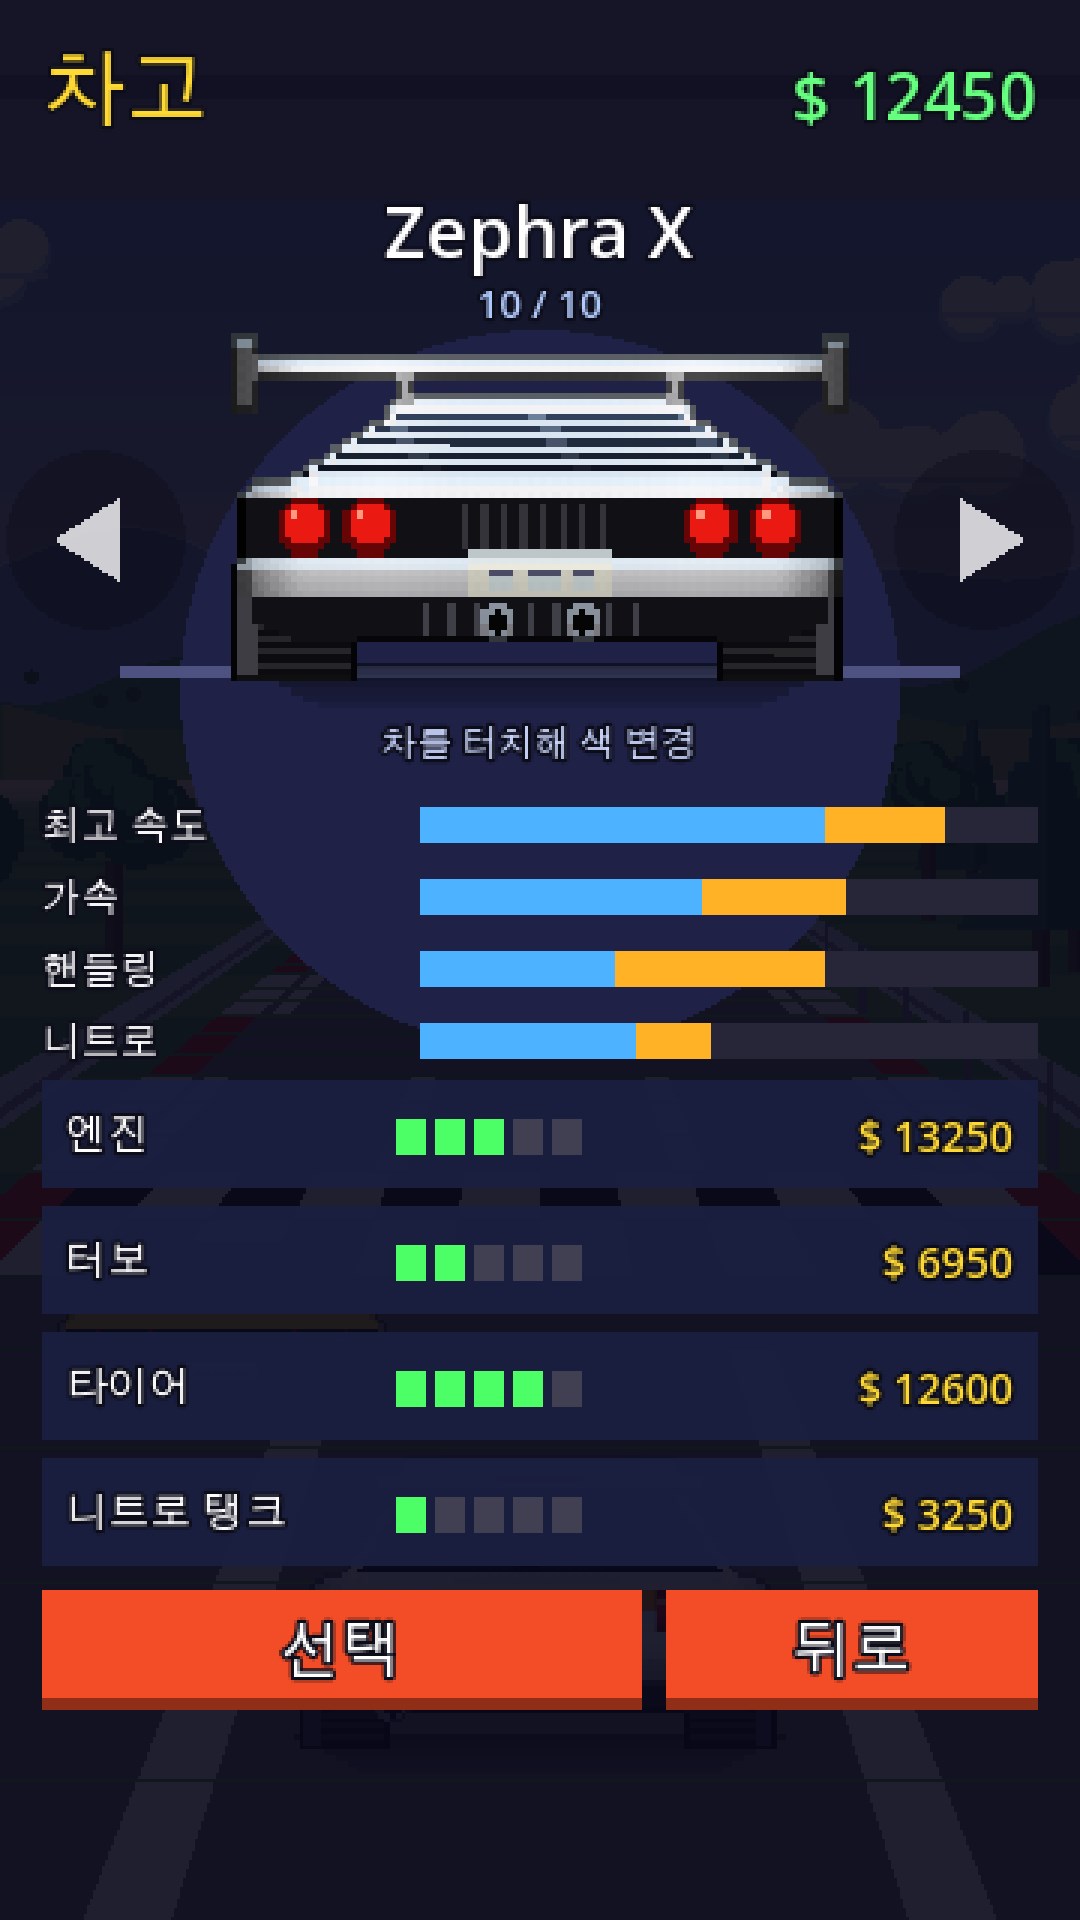 차고
$ 12450
Zephra X
10 / 10
차를 터치해 색 변경
최고 속도
가속
핸들링
니트로
엔진 $ 13250
터보 $ 6950
타이어 $ 12600
니트로 탱크 $ 3250
선택 뒤로